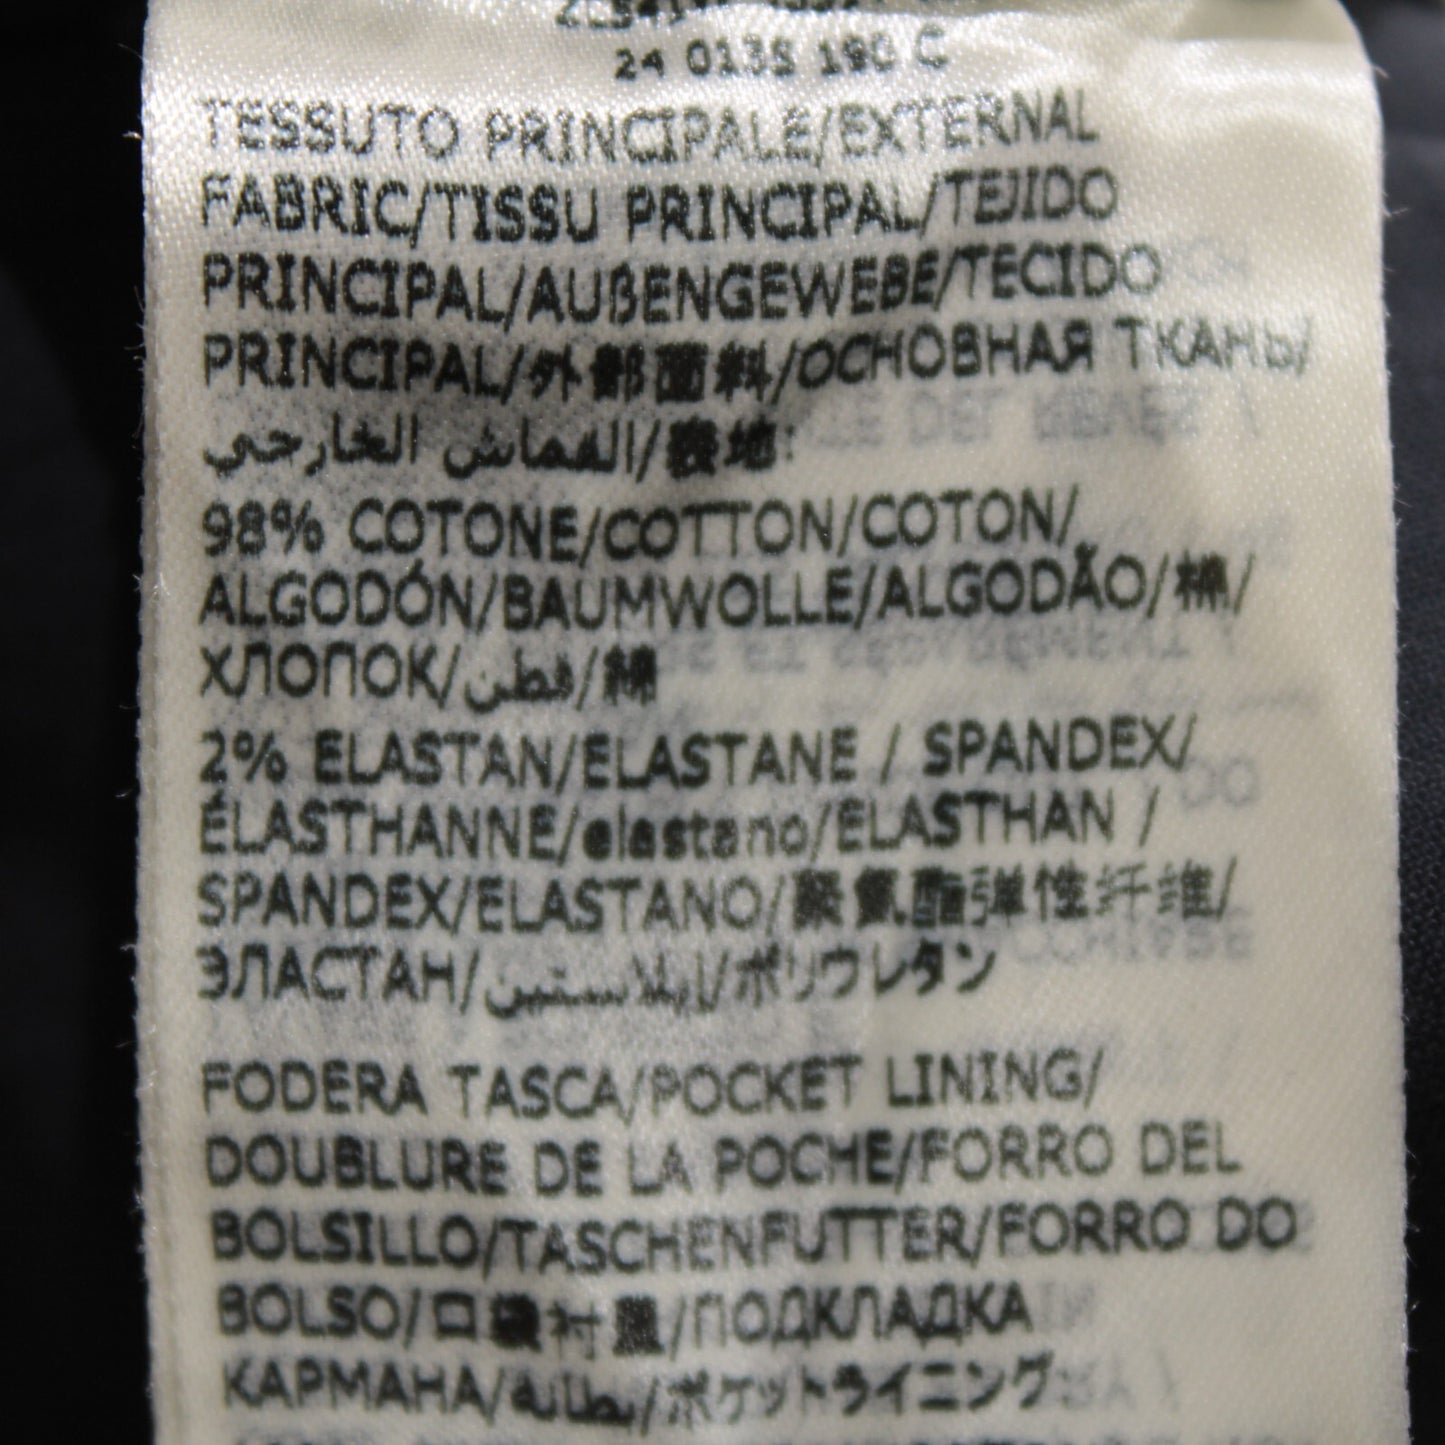 24 0135 190 C
TESSUTO PRINCIPALE/EXTERNAL
FABRIC/TISSU PRINCIPAL/TEJIDO
PRINCIPAL/AUßENGEWEBE/TECIDO
PRINCIPAL/外部面料/ОСНОВНАЯ ТКАНЬ/
القماش الخارجي/表地:
98% COTONE/COTTON/COTON/
ALGODÓN/BAUMWOLLE/ALGODÃO/棉/
ХЛОПОК/قطن/綿
2% ELASTAN/ELASTANE / SPANDEX/
ÉLASTHANNE/elastano/ELASTHAN /
SPANDEX/ELASTANO/聚氨酯弹性纤维/
ЭЛАСТАН/إيلاستين/ポリウレタン
FODERA TASCA/POCKET LINING/
DOUBLURE DE LA POCHE/FORRO DEL
BOLSILLO/TASCHENFUTTER/FORRO DO
BOLSO/口袋衬里/ПОДКЛАДКА
КАРМАНА/بطانة/ポケットライニング